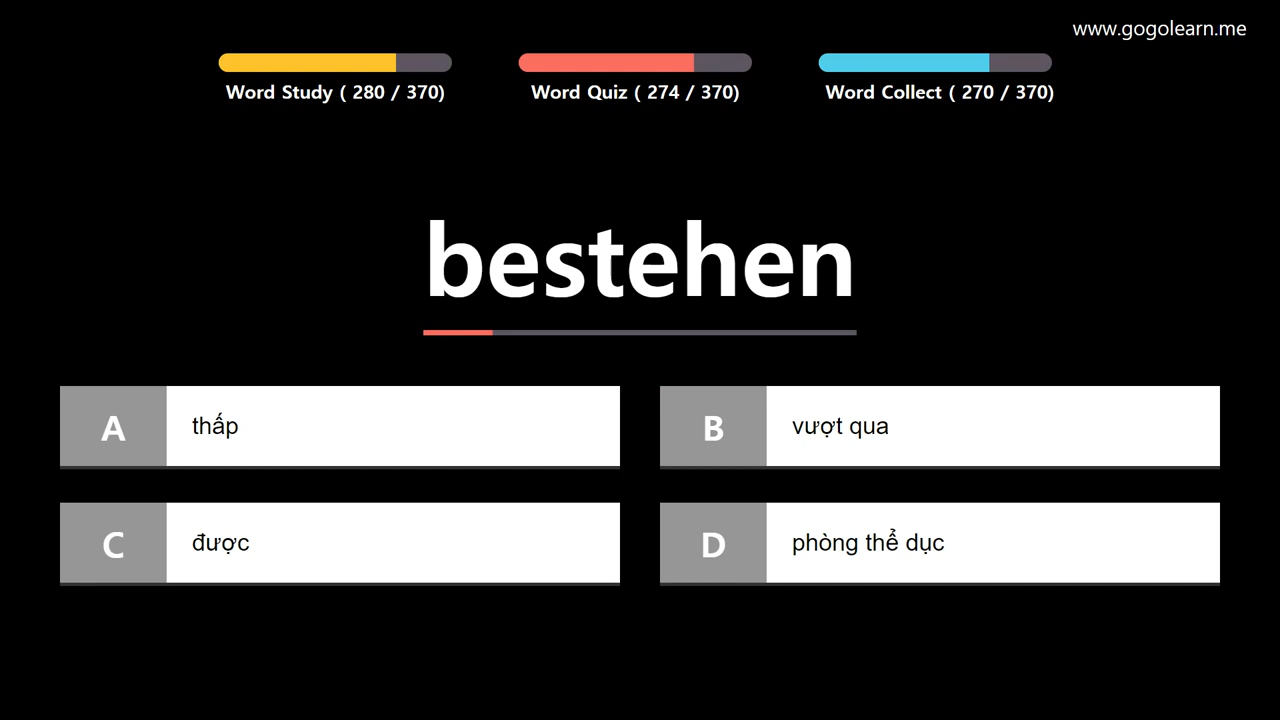 www.gogolearn.me
Word Study ( 280 / 370)
Word Quiz ( 274 / 370)
Word Collect ( 270 / 370)
bestehen
A thấp
B vượt qua
C được
D phòng thể dục